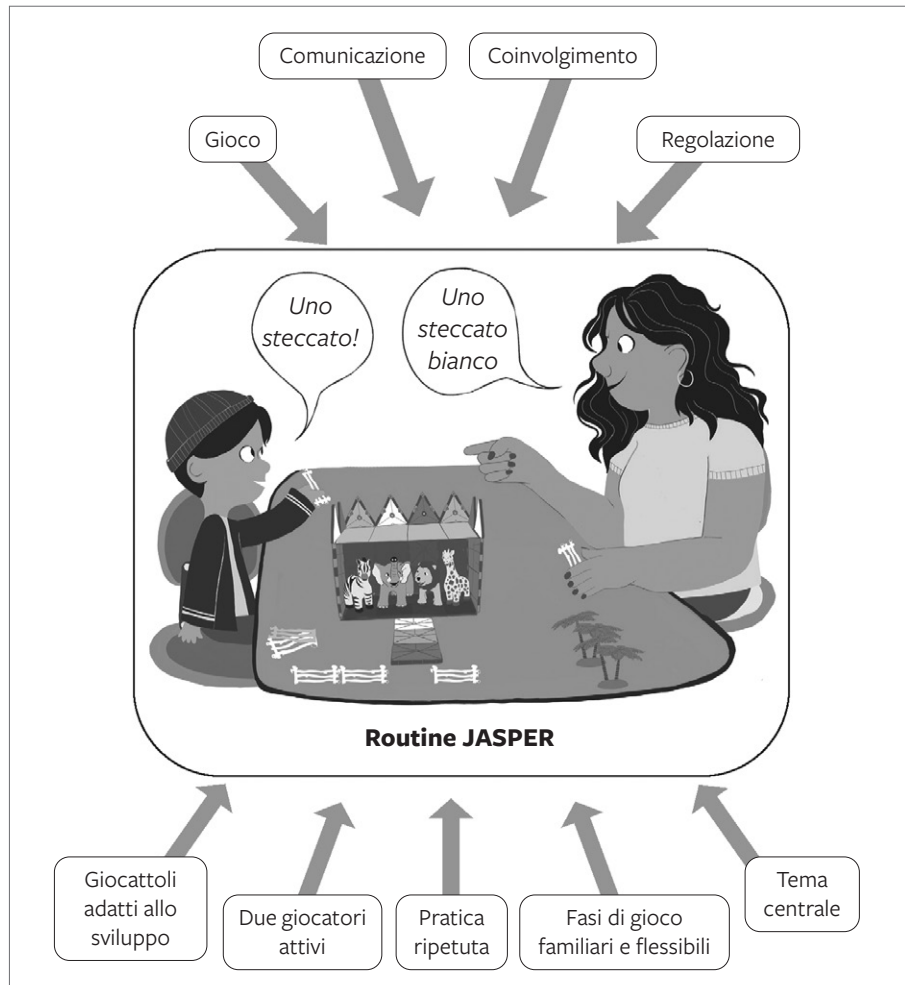 Comunicazione
Coinvolgimento
Gioco
Regolazione
Uno
steccato!
Uno
steccato
bianco
Routine JASPER
Giocattoli
adatti allo
sviluppo
Due giocatori
attivi
Pratica
ripetuta
Fasi di gioco
familiari e flessibili
Tema
centrale